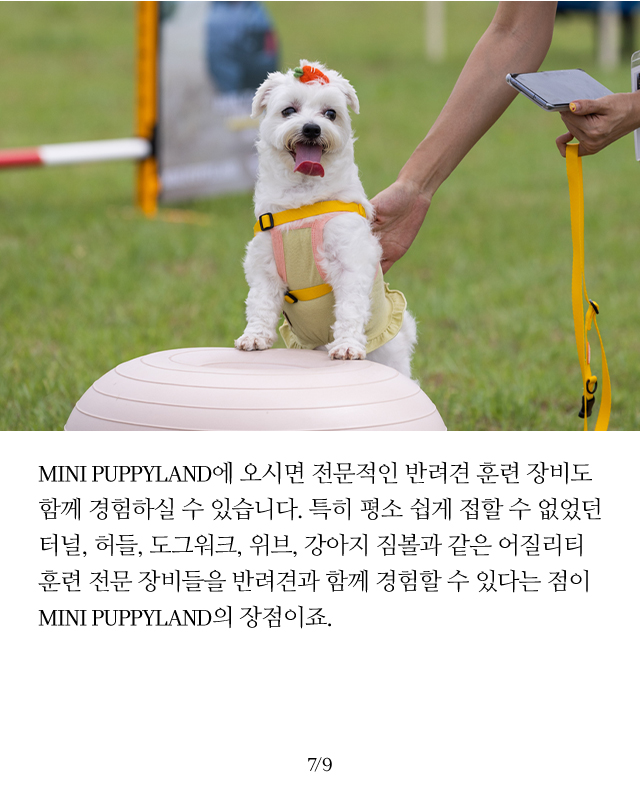 MINI PUPPYLAND에 오시면 전문적인 반려견 훈련 장비도
함께 경험하실 수 있습니다. 특히 평소 쉽게 접할 수 없었던
터널, 허들, 도그워크, 위브, 강아지 짐볼과 같은 어질리티
훈련 전문 장비들을 반려견과 함께 경험할 수 있다는 점이
MINI PUPPYLAND의 장점이죠.
7/9